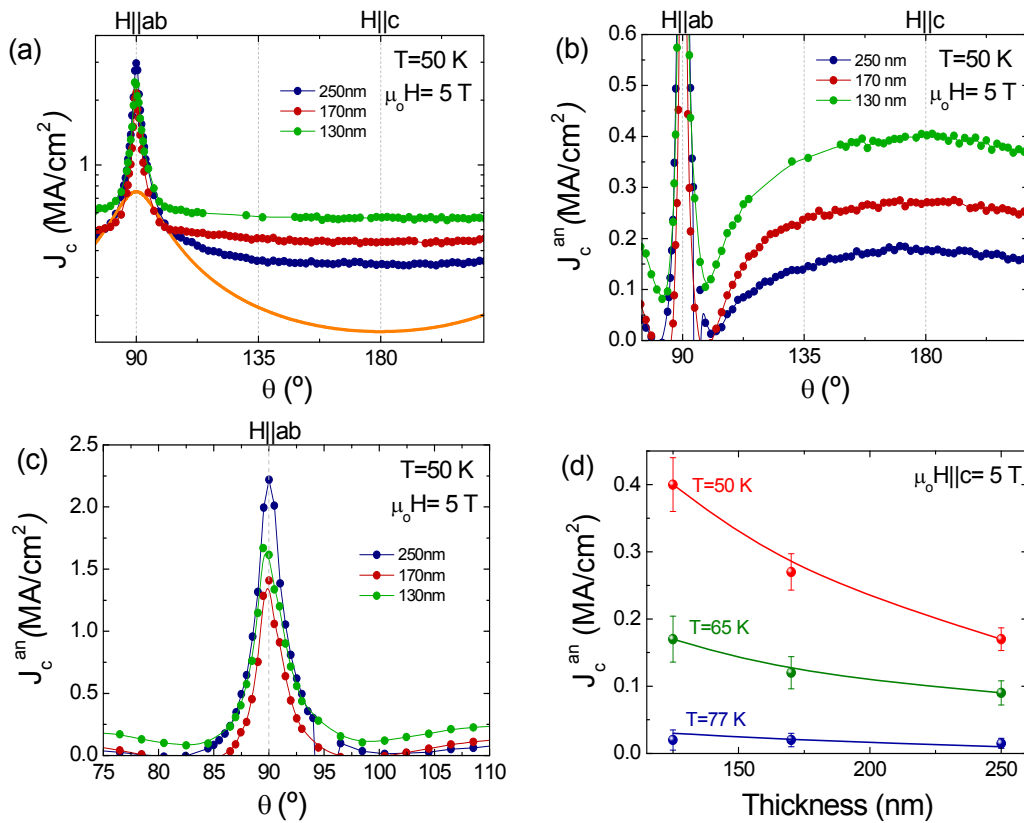 (a)
H||ab
H||c
T=50 K
μoH= 5 T
250nm
170nm
130nm
1
Jc (MA/cm2)
90
135
180
θ (º)
(b)
H||ab
H||c
T=50 K
μoH= 5 T
250 nm
170 nm
130 nm
0.6
0.5
0.4
0.3
0.2
0.1
0.0
Jcan (MA/cm2)
90
135
180
θ (º)
(c)
H||ab
T=50 K
μoH= 5 T
250nm
170nm
130nm
2.5
2.0
1.5
1.0
0.5
0.0
Jcan (MA/cm2)
75
80
85
90
95
100
105
110
θ (º)
(d)
μoH||c= 5 T
T=50 K
T=65 K
T=77 K
0.4
0.3
0.2
0.1
0.0
Jcan (MA/cm2)
150
200
250
Thickness (nm)